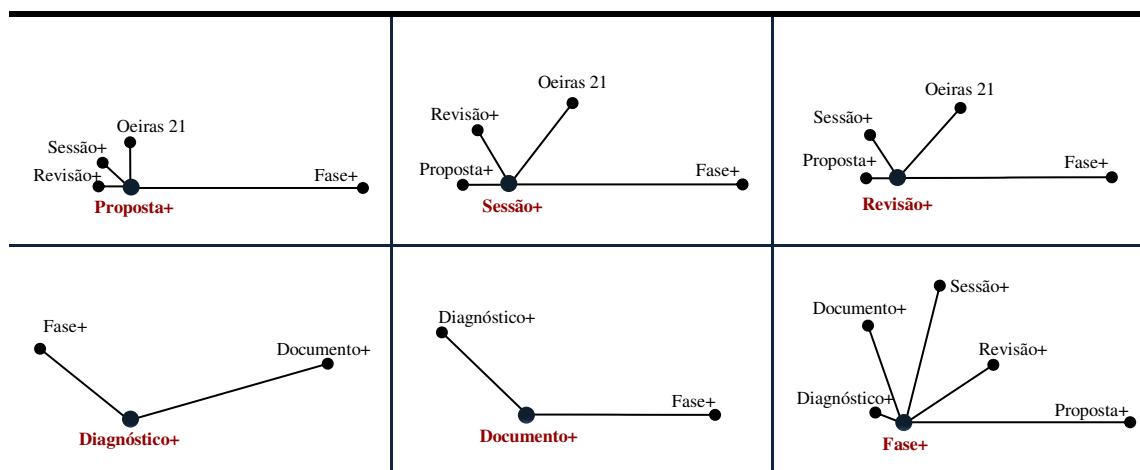 Oeiras 21
Sessão+
Revisão+
Fase+
Proposta+
Oeiras 21
Revisão+
Proposta+
Fase+
Sessão+
Oeiras 21
Sessão+
Proposta+
Fase+
Revisão+
Fase+
Documento+
Diagnóstico+
Diagnóstico+
Fase+
Documento+
Sessão+
Documento+
Revisão+
Diagnóstico+
Proposta+
Fase+